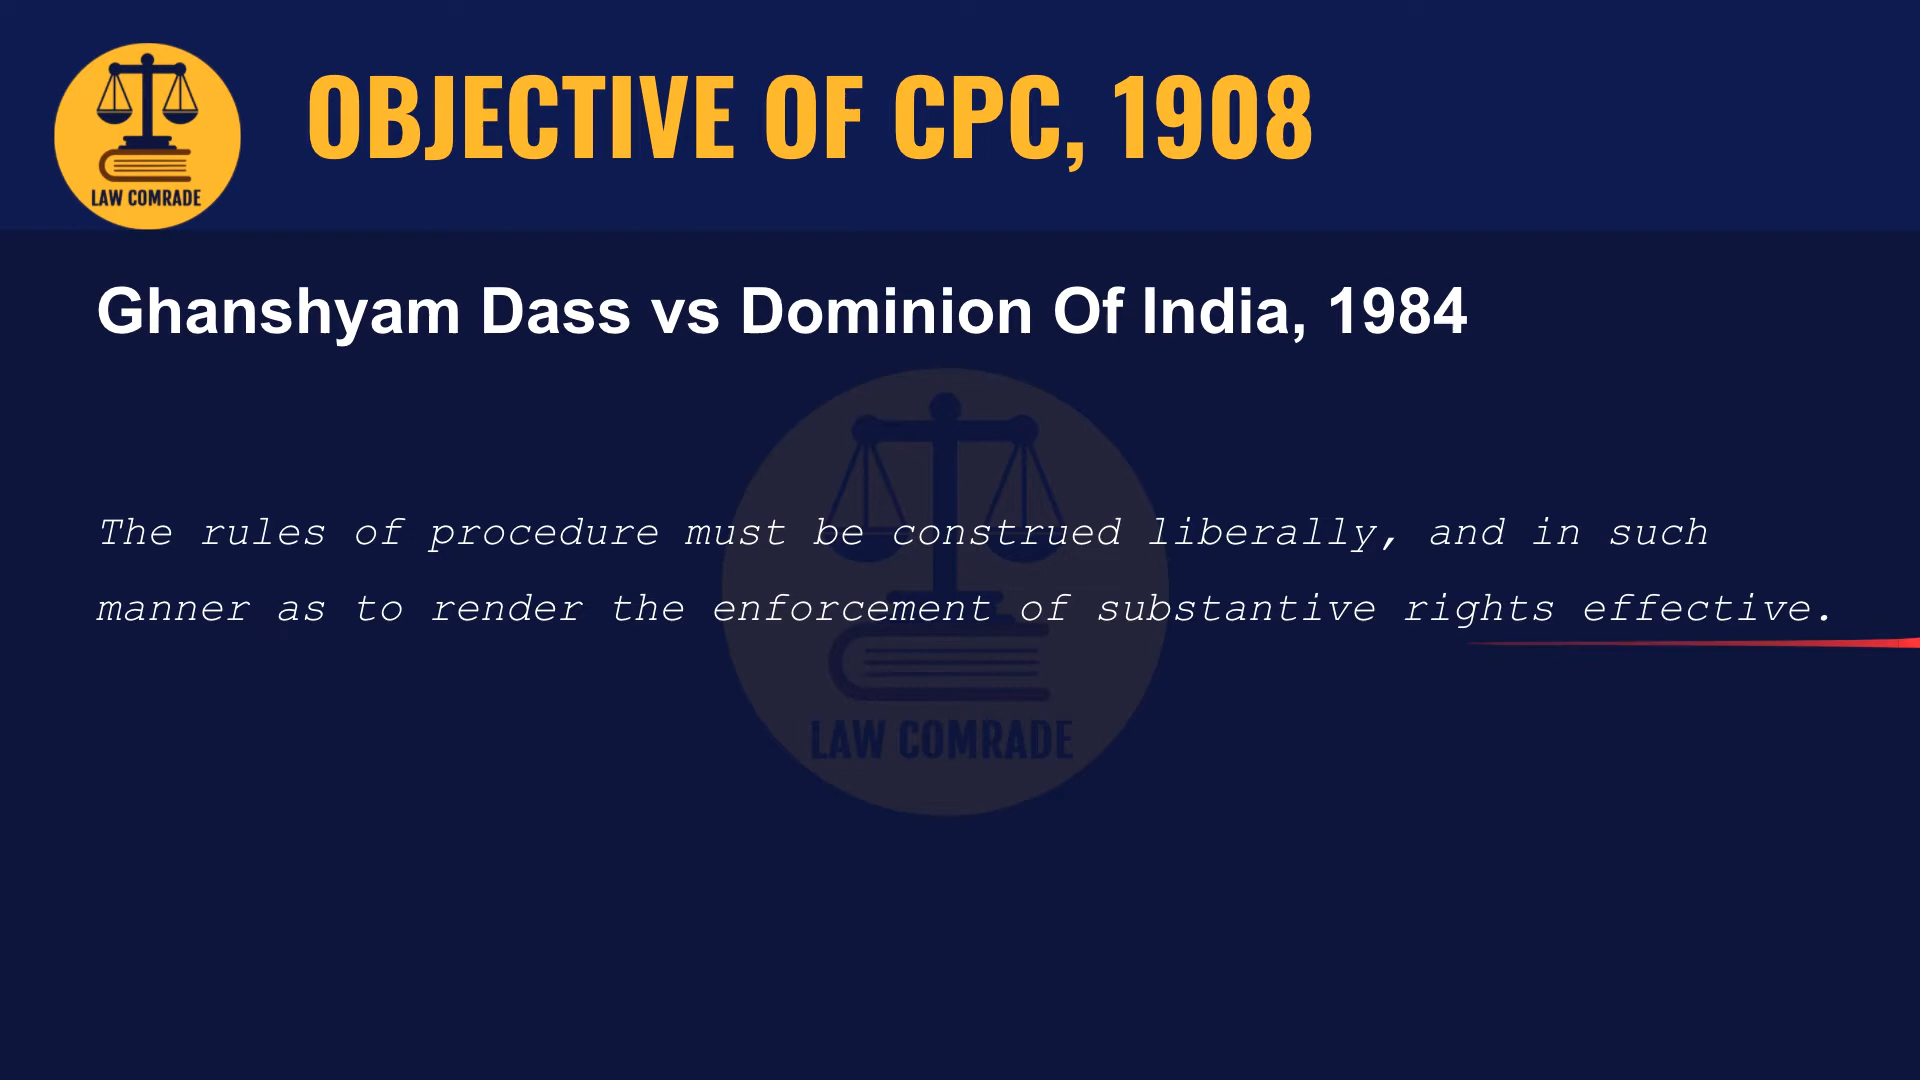 LAW COMRADE
OBJECTIVE OF CPC, 1908
Ghanshyam Dass vs Dominion Of India, 1984
The rules of procedure must be construed liberally, and in such
manner as to render the enforcement of substantive rights effective.
LAW COMRADE